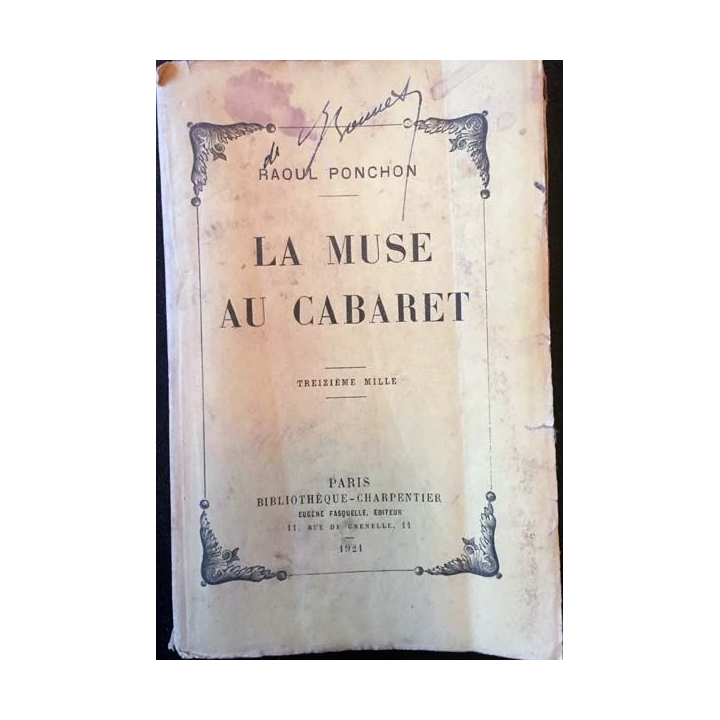 de
RAOUL PONCHON
LA MUSE
AU CABARET
TREIZIÈME MILLE
PARIS
BIBLIOTHÈQUE-CHARPENTIER
EUGÈNE FASQUELLE, ÉDITEUR
11, RUE DE GRENELLE, 11
1921